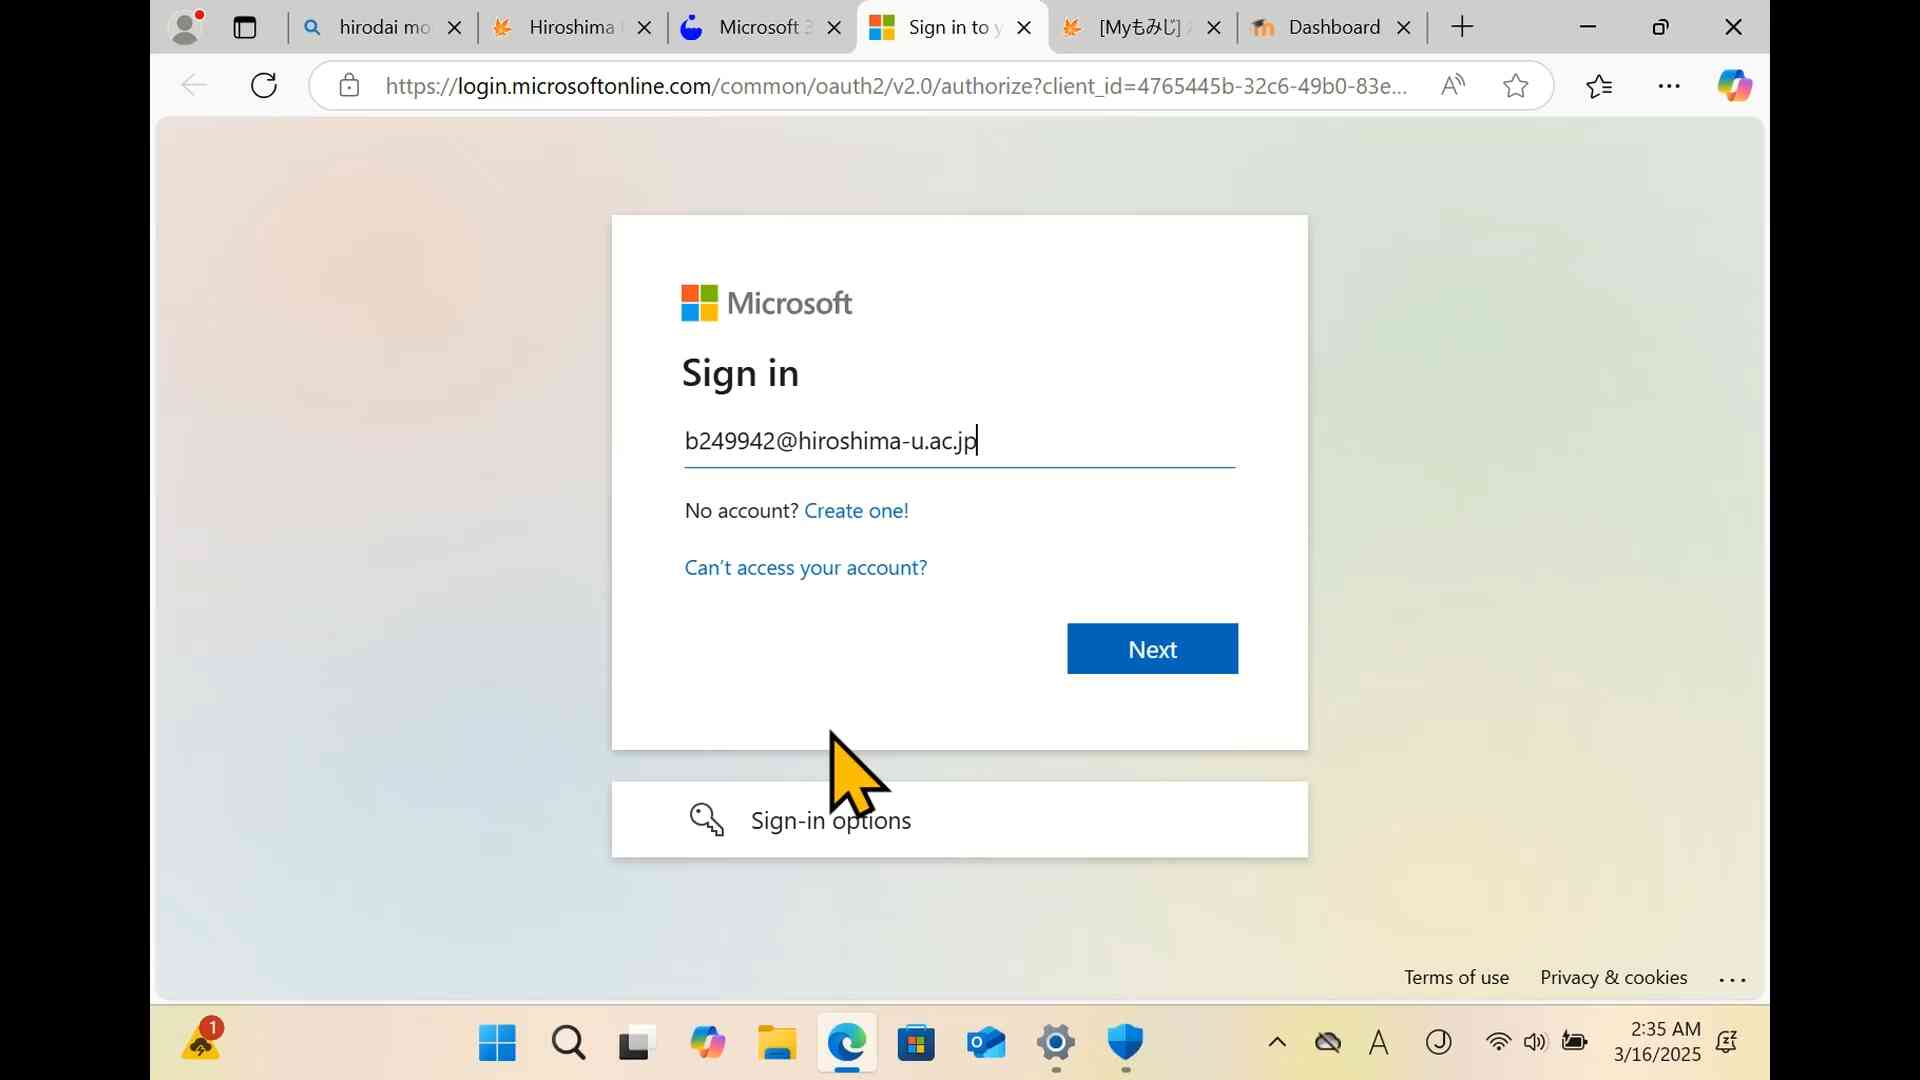 hirodai mo
Hiroshima
Microsoft 3
Sign in to y
[Myもみじ]
Dashboard
https://login.microsoftonline.com/common/oauth2/v2.0/authorize?client_id=4765445b-32c6-49b0-83e...
Microsoft
Sign in
b249942@hiroshima-u.ac.jp
No account? Create one!
Can't access your account?
Next
Sign-in options
Terms of use Privacy & cookies ...
1
A
J
2:35 AM
3/16/2025